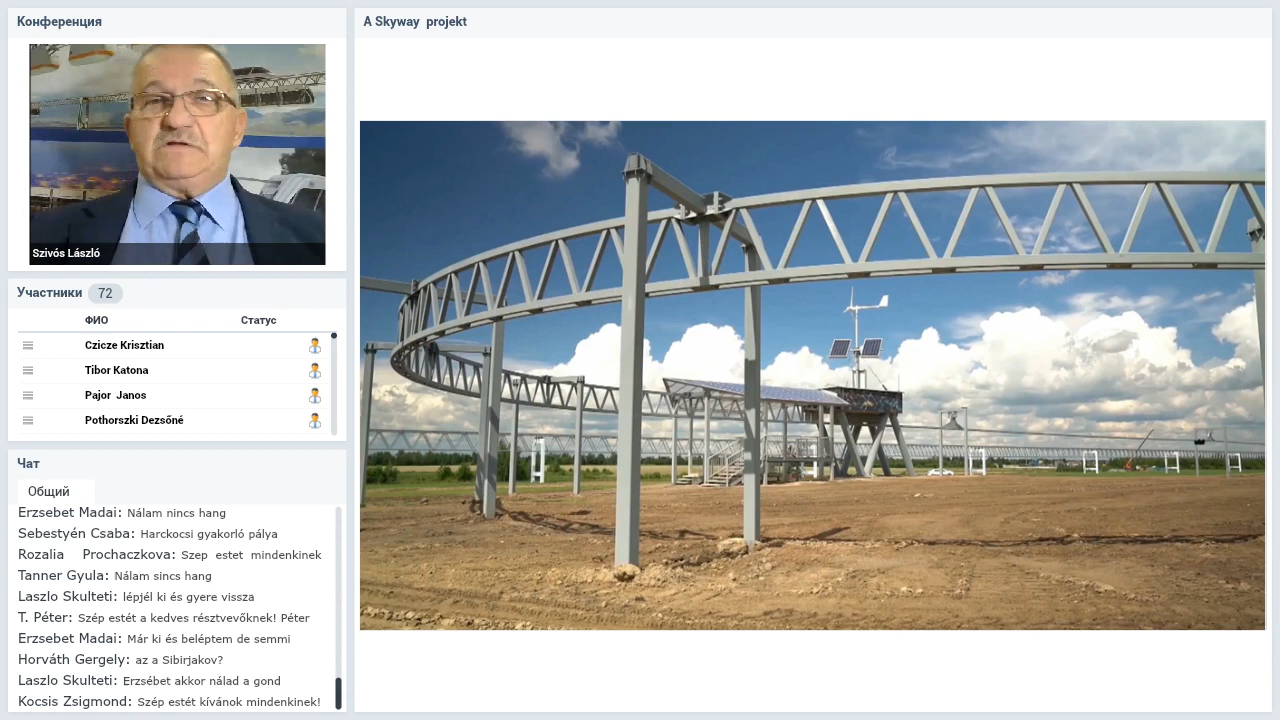 Конференция
Szivós László
Участники 72
ФИО Статус
Czicze Krisztian
Tibor Katona
Pajor Janos
Pothorszki Dezsőné
Чат
Общий
Erzsebet Madai: Nálam nincs hang
Sebestyén Csaba: Harckocsi gyakorló pálya
Rozalia Prochaczkova: Szep estet mindenkinek
Tanner Gyula: Nálam sincs hang
Laszlo Skulteti: lépjél ki és gyere vissza
T. Péter: Szép estét a kedves résztvevőknek! Péter
Erzsebet Madai: Már ki és beléptem de semmi
Horváth Gergely: az a Sibirjakov?
Laszlo Skulteti: Erzsébet akkor nálad a gond
Kocsis Zsigmond: Szép estét kívánok mindenkinek!
A Skyway projekt